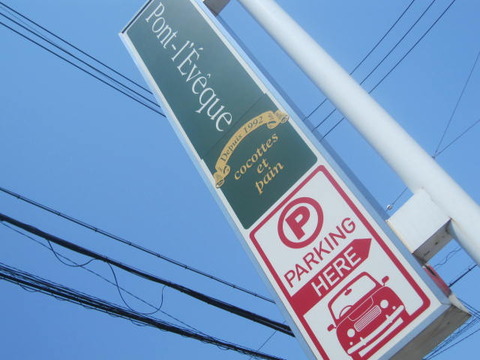 Pont-l'Évêque
Depuis 1992
cocottes
et
pain
P
PARKING
HERE